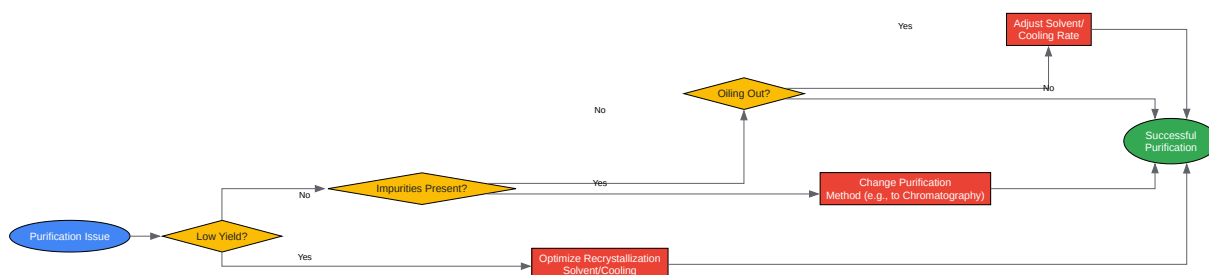 Yes
Adjust Solvent/
Cooling Rate
Oiling Out?
No
No
Successful
Purification
Impurities Present?
Yes
Change Purification
Method (e.g., to Chromatography)
No
Purification Issue
Low Yield?
Yes
Optimize Recrystallization
Solvent/Cooling